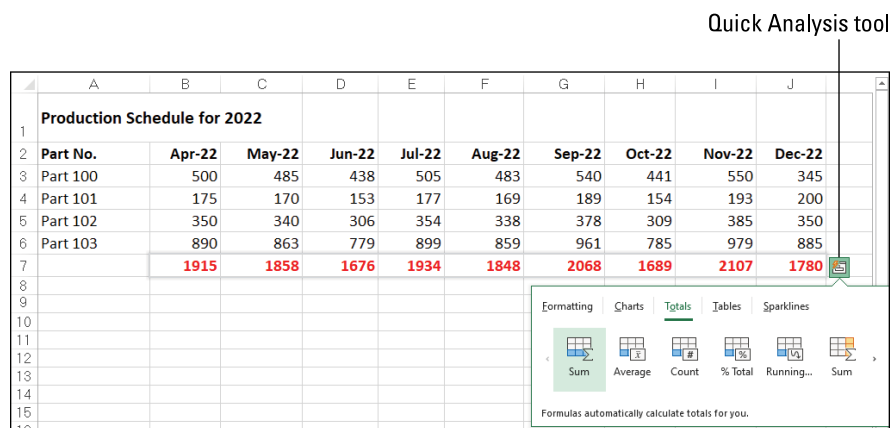 Quick Analysis tool
A B C D E F G H I J
1 Production Schedule for 2022
2 Part No. Apr-22 May-22 Jun-22 Jul-22 Aug-22 Sep-22 Oct-22 Nov-22 Dec-22
3 Part 100 500 485 438 505 483 540 441 550 345
4 Part 101 175 170 153 177 169 189 154 193 200
5 Part 102 350 340 306 354 338 378 309 385 350
6 Part 103 890 863 779 899 859 961 785 979 885
7 1915 1858 1676 1934 1848 2068 1689 2107 1780
8
9
10
11
12
13
14
15
Formatting Charts Totals Tables Sparklines
Sum Average Count % Total Running... Sum
Formulas automatically calculate totals for you.